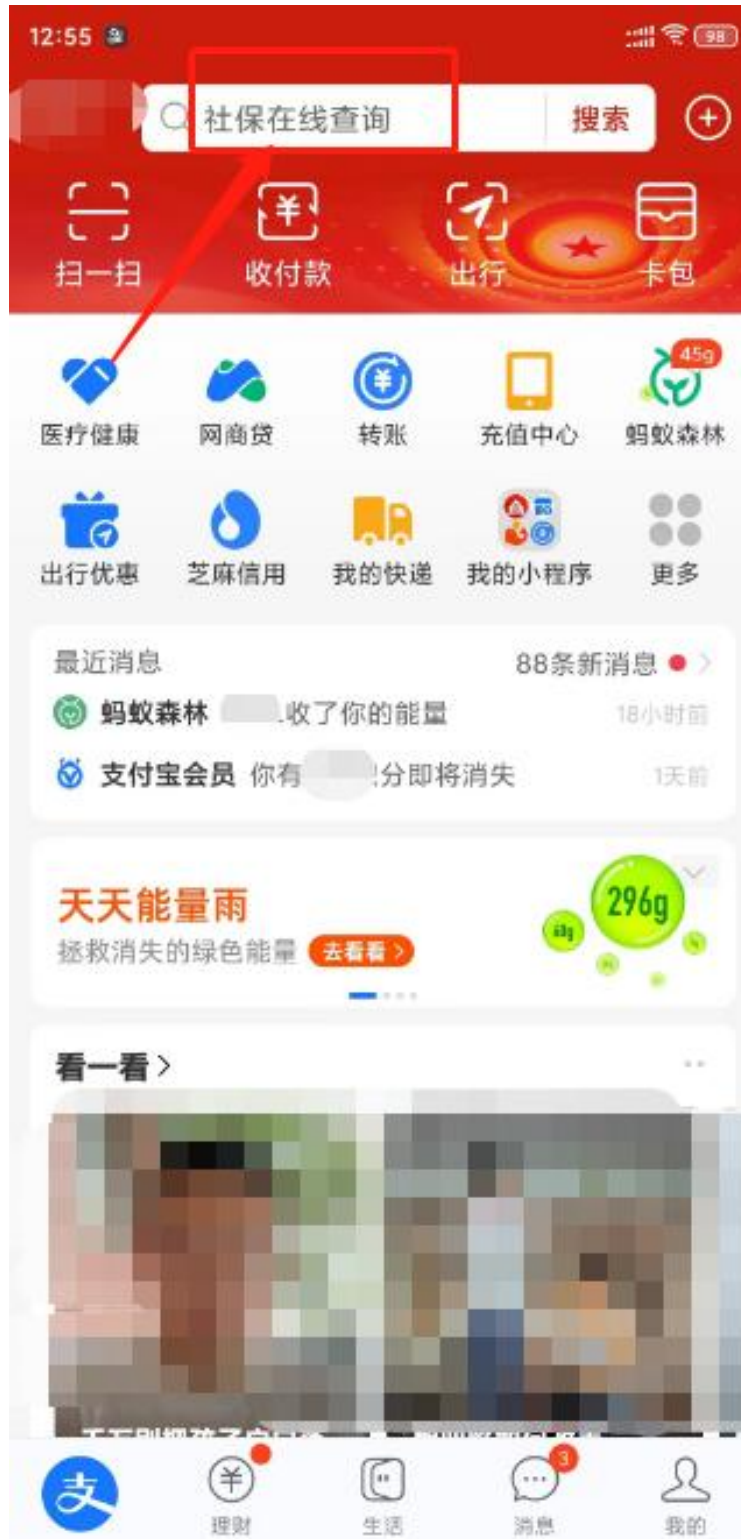 12:55
98
社保在线查询
搜索
扫一扫
收付款
出行
卡包
45g
医疗健康
网商贷
转账
充值中心
蚂蚁森林
出行优惠
芝麻信用
我的快递
我的小程序
更多
最近消息
88条新消息
蚂蚁森林 收了你的能量
18小时前
支付宝会员 你有 分即将消失
1天前
天天能量雨
296g
拯救消失的绿色能量
去看看
看一看
支
3
理财
生活
消息
我的